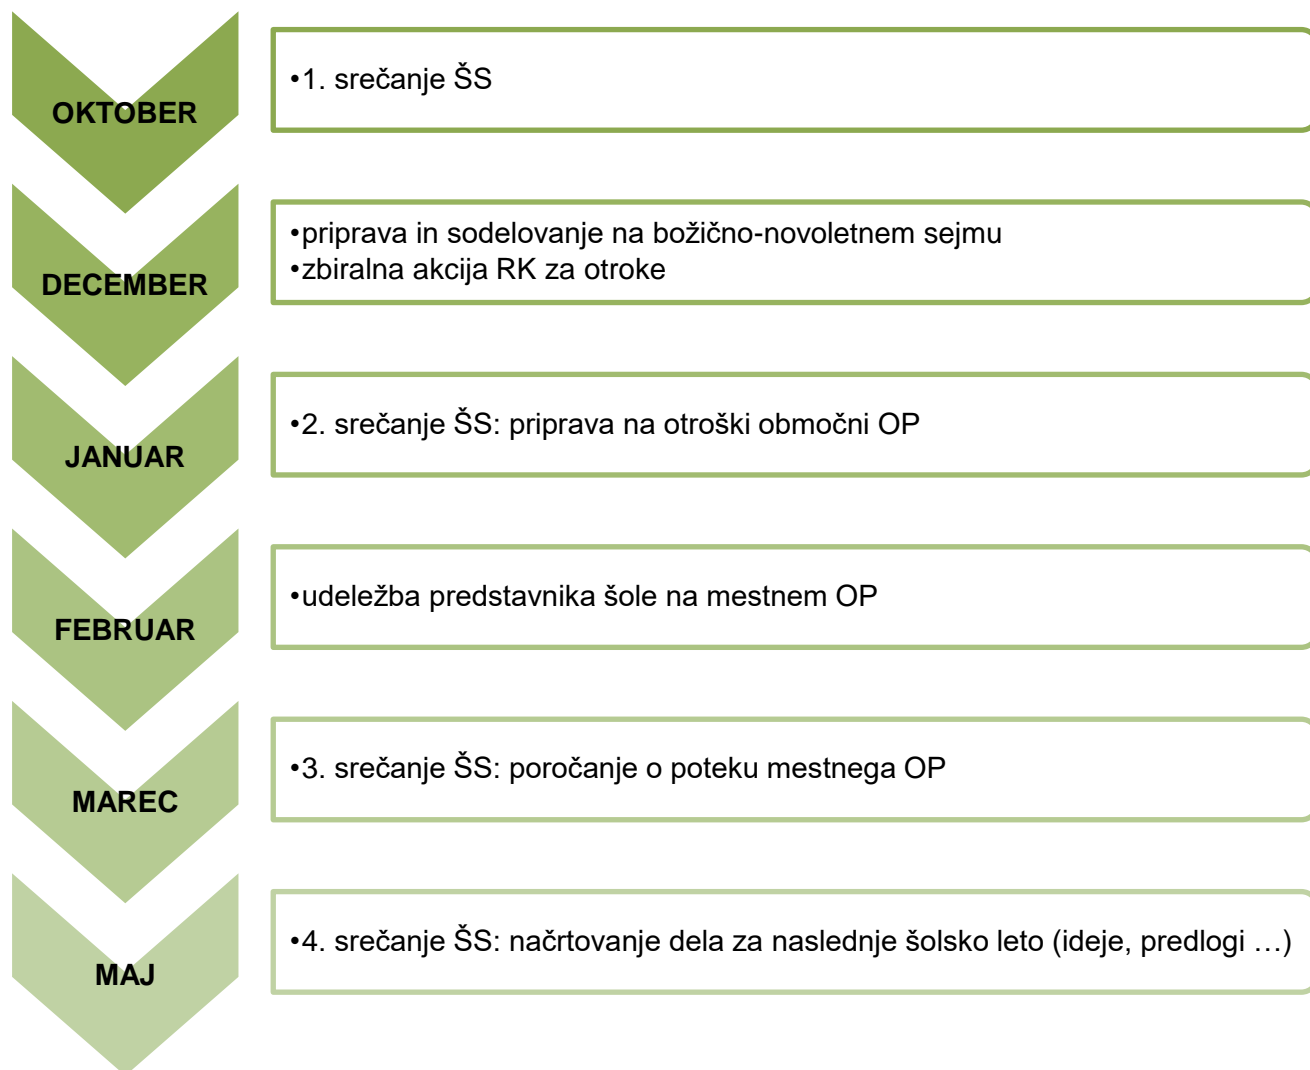 OKTOBER
•1. srečanje ŠS
DECEMBER
•priprava in sodelovanje na božično-novoletnem sejmu
•zbiralna akcija RK za otroke
JANUAR
•2. srečanje ŠS: priprava na otroški območni OP
FEBRUAR
•udeležba predstavnika šole na mestnem OP
MAREC
•3. srečanje ŠS: poročanje o poteku mestnega OP
MAJ
•4. srečanje ŠS: načrtovanje dela za naslednje šolsko leto (ideje, predlogi …)